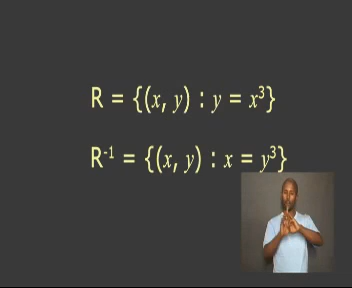 R = {(x, y) : y = x³}
R⁻¹ = {(x, y) : x = y³}